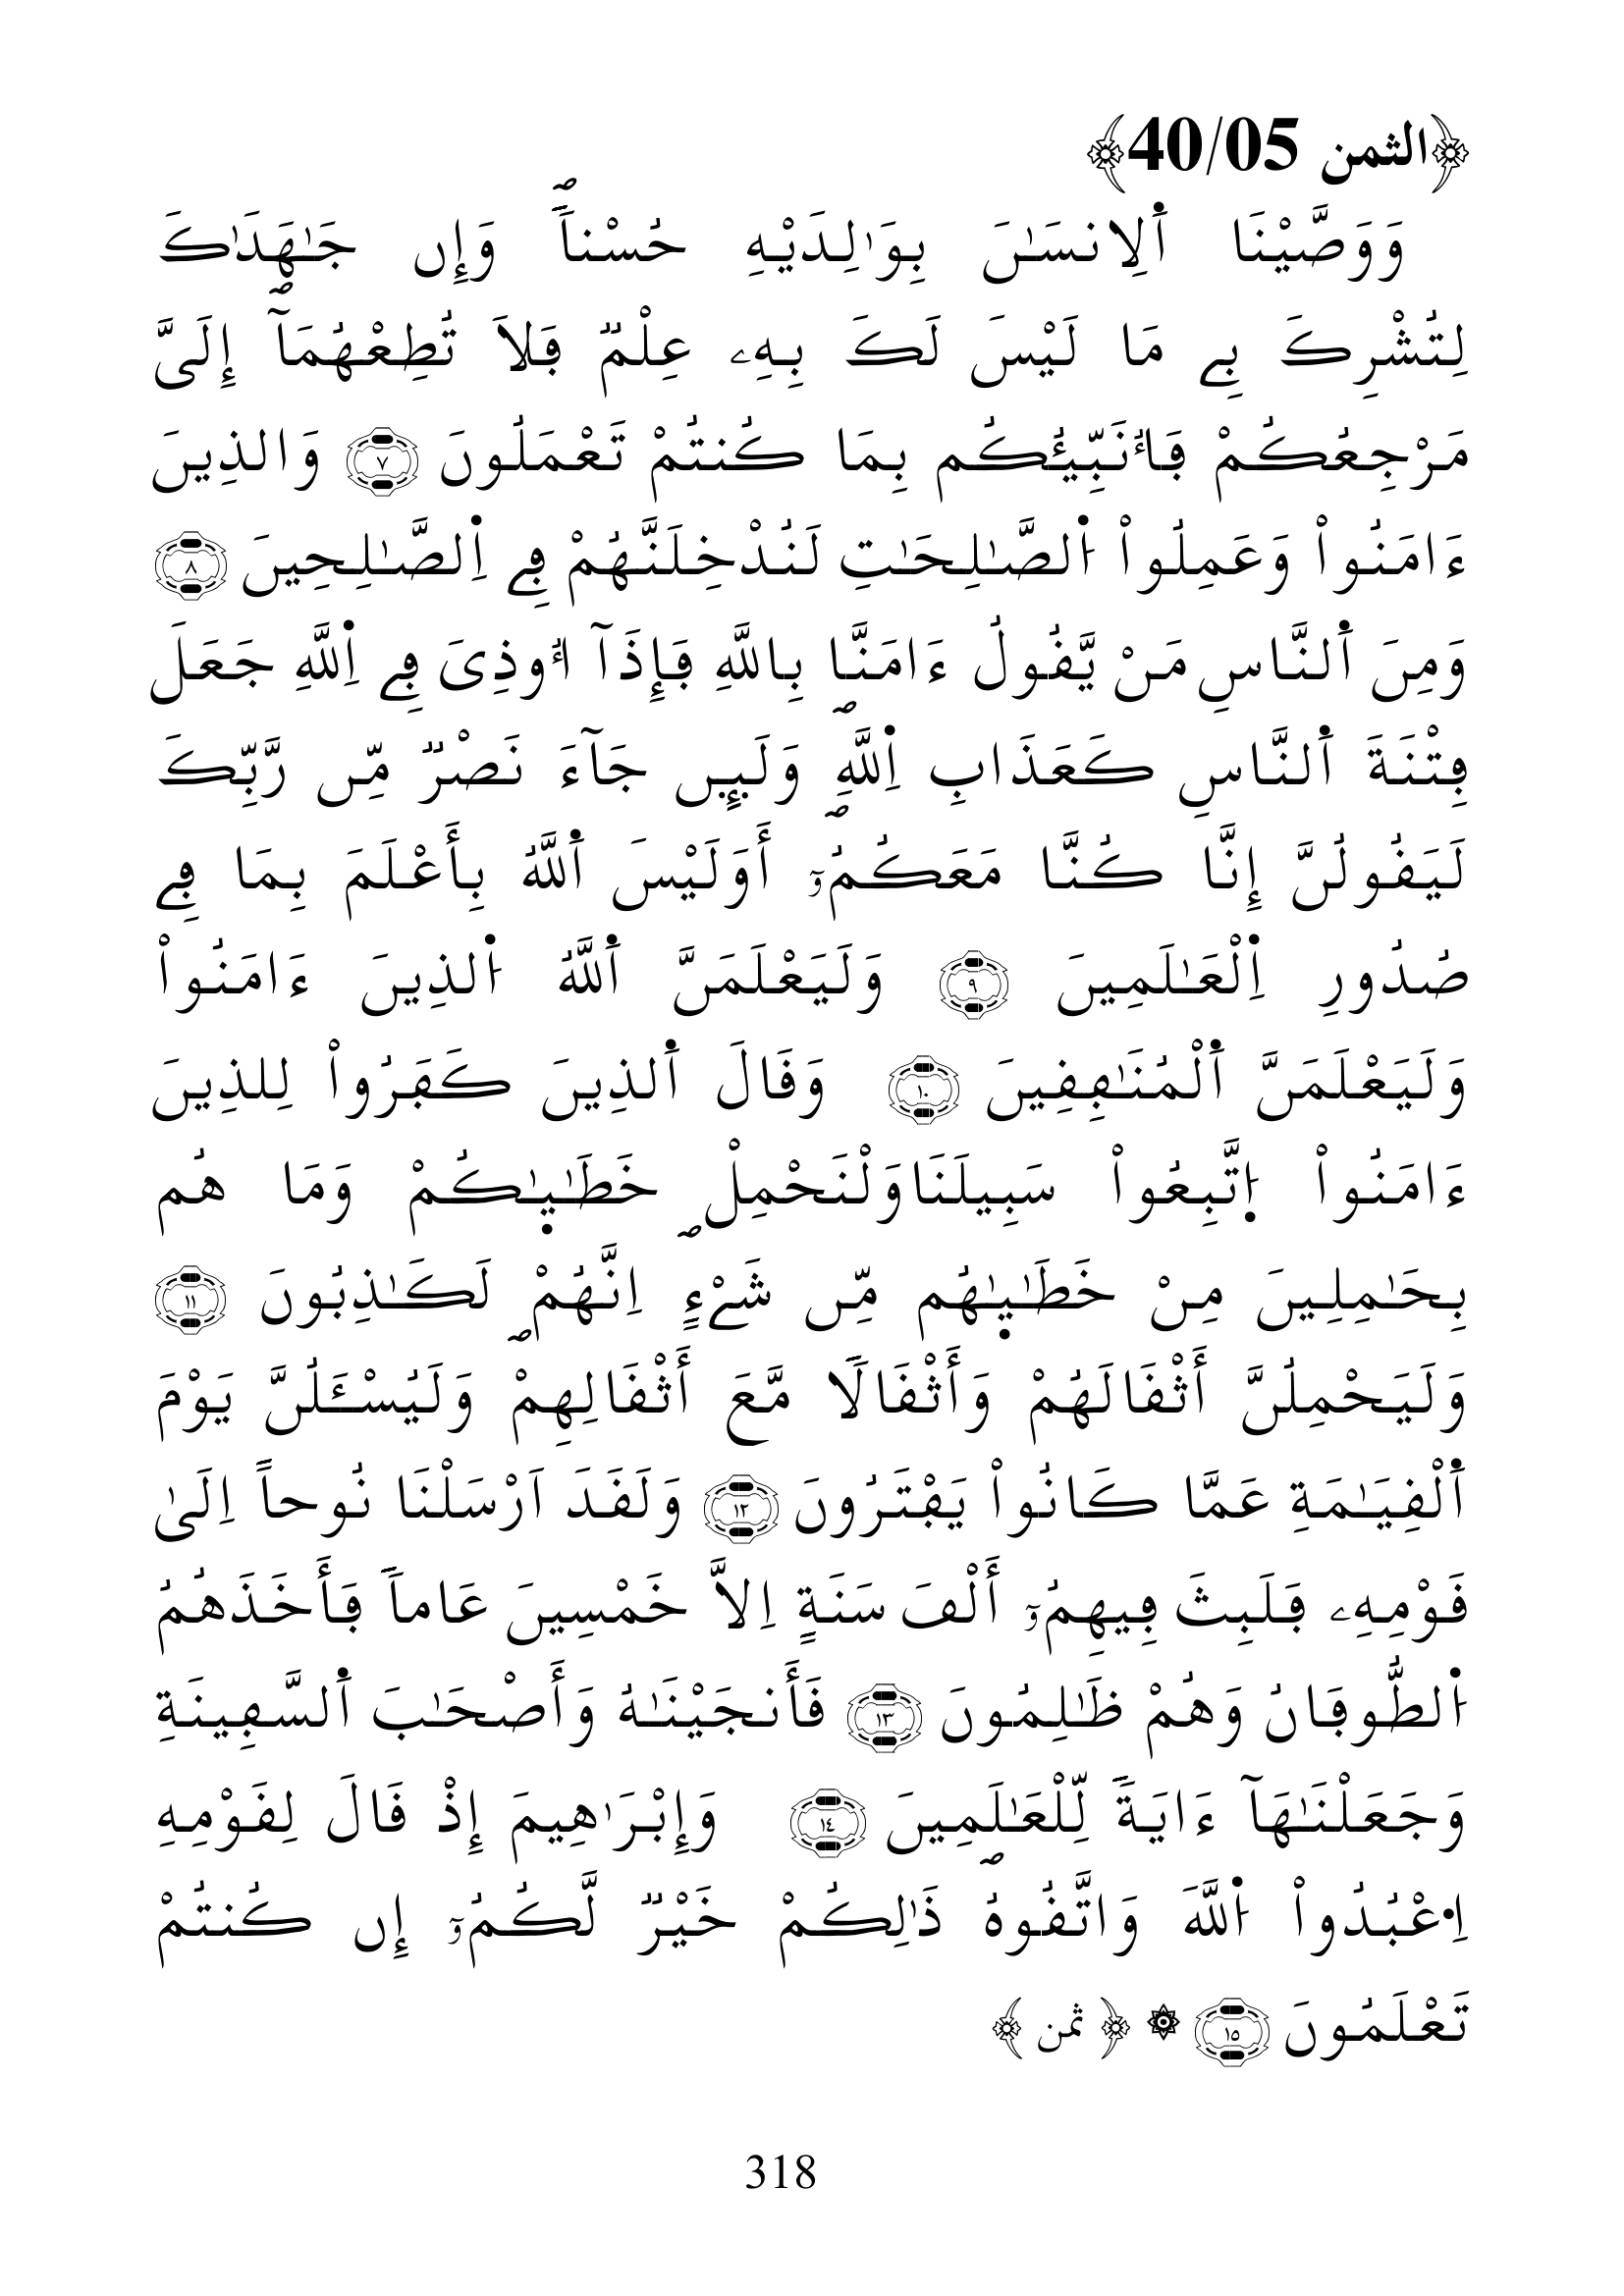 ﴿الثمن 40/05﴾
وَوَصَّيْنَا اَ۬لِانسَٰنَ بِوَٰلِدَيْهِ حُسْناٗۖ وَإِن جَٰهَدَٰكَ
لِتُشْرِكَ بِے مَا لَيْسَ لَكَ بِهِۦ عِلْمٞ فَلاَ تُطِعْهُمَآۖ إِلَىَّ
مَرْجِعُكُمْ فَأُنَبِّئُكُم بِمَا كُنتُمْ تَعْمَلُونَ ٧ وَالذِينَ
ءَامَنُواْ وَعَمِلُواْ اُ۬لصَّٰلِحَٰتِ لَنُدْخِلَنَّهُمْ فِے اِ۬لصَّٰلِحِينَ ٨
وَمِنَ اَ۬لنَّاسِ مَنْ يَّقُولُ ءَامَنَّا بِاللَّهِ فَإِذَآ أُوذِىَ فِے اِ۬للَّهِ جَعَلَ
فِتْنَةَ اَ۬لنَّاسِ كَعَذَابِ اِ۬للَّهِۖ وَلَئِن جَآءَ نَصْرٞ مِّن رَّبِّكَ
لَيَقُولُنَّ إِنَّا كُنَّا مَعَكُمُۥٓۖ أَوَلَيْسَ اَ۬للَّهُ بِأَعْلَمَ بِمَا فِے
صُدُورِ اِ۬لْعَٰلَمِينَ ٩ وَلَيَعْلَمَنَّ اَ۬للَّهُ اُ۬لذِينَ ءَامَنُواْ
وَلَيَعْلَمَنَّ اَ۬لْمُنَٰفِقِينَ ١٠ وَقَالَ اَ۬لذِينَ كَفَرُواْ لِلذِينَ
ءَامَنُواْ اُ۪تَّبِعُواْ سَبِيلَنَاوَلْنَحْمِلْ خَطَٰيٰكُمْۖ وَمَا هُم
بِحَٰمِلِينَ مِنْ خَطَٰيٰهُم مِّن شَےْءٍۖ اِنَّهُمْ لَكَٰذِبُونَ ١١
وَلَيَحْمِلُنَّ أَثْقَالَهُمْ وَأَثْقَالاٗ مَّعَ أَثْقَالِهِمْۖ وَلَيُسْـَٔلُنَّ يَوْمَ
اَ۬لْقِيَٰمَةِ عَمَّا كَانُواْ يَفْتَرُونَ ١٢ وَلَقَدَ اَرْسَلْنَا نُوحاً اِلَىٰ
قَوْمِهِۦ فَلَبِثَ فِيهِمُۥٓ أَلْفَ سَنَةٍ اِلاَّ خَمْسِينَ عَاماٗ فَأَخَذَهُمُ
اُ۬لطُّوفَانُ وَهُمْ ظَٰلِمُونَ ١٣ فَأَنجَيْنَٰهُ وَأَصْحَٰبَ اَ۬لسَّفِينَةِ
وَجَعَلْنَٰهَآ ءَايَةٗ لِّلْعَٰلَمِينَ ١٤ وَإِبْرَٰهِيمَ إِذْ قَالَ لِقَوْمِهِ
اِ۟عْبُدُواْ اُ۬للَّهَ وَاتَّقُوهُۖ ذَٰلِكُمْ خَيْرٞ لَّكُمُۥٓ إِن كُنتُمْ
تَعْلَمُونَ ١٥ ۞ ﴿ ثمن ﴾
318